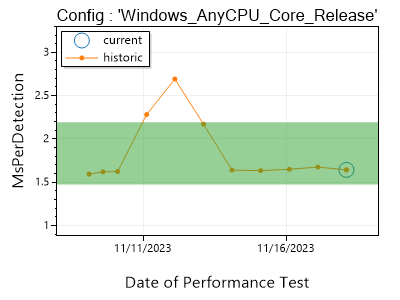 Config : 'Windows_AnyCPU_Core_Release'
current
historic
MsPerDetection
3
2.5
2
1.5
1
11/11/2023
11/16/2023
Date of Performance Test